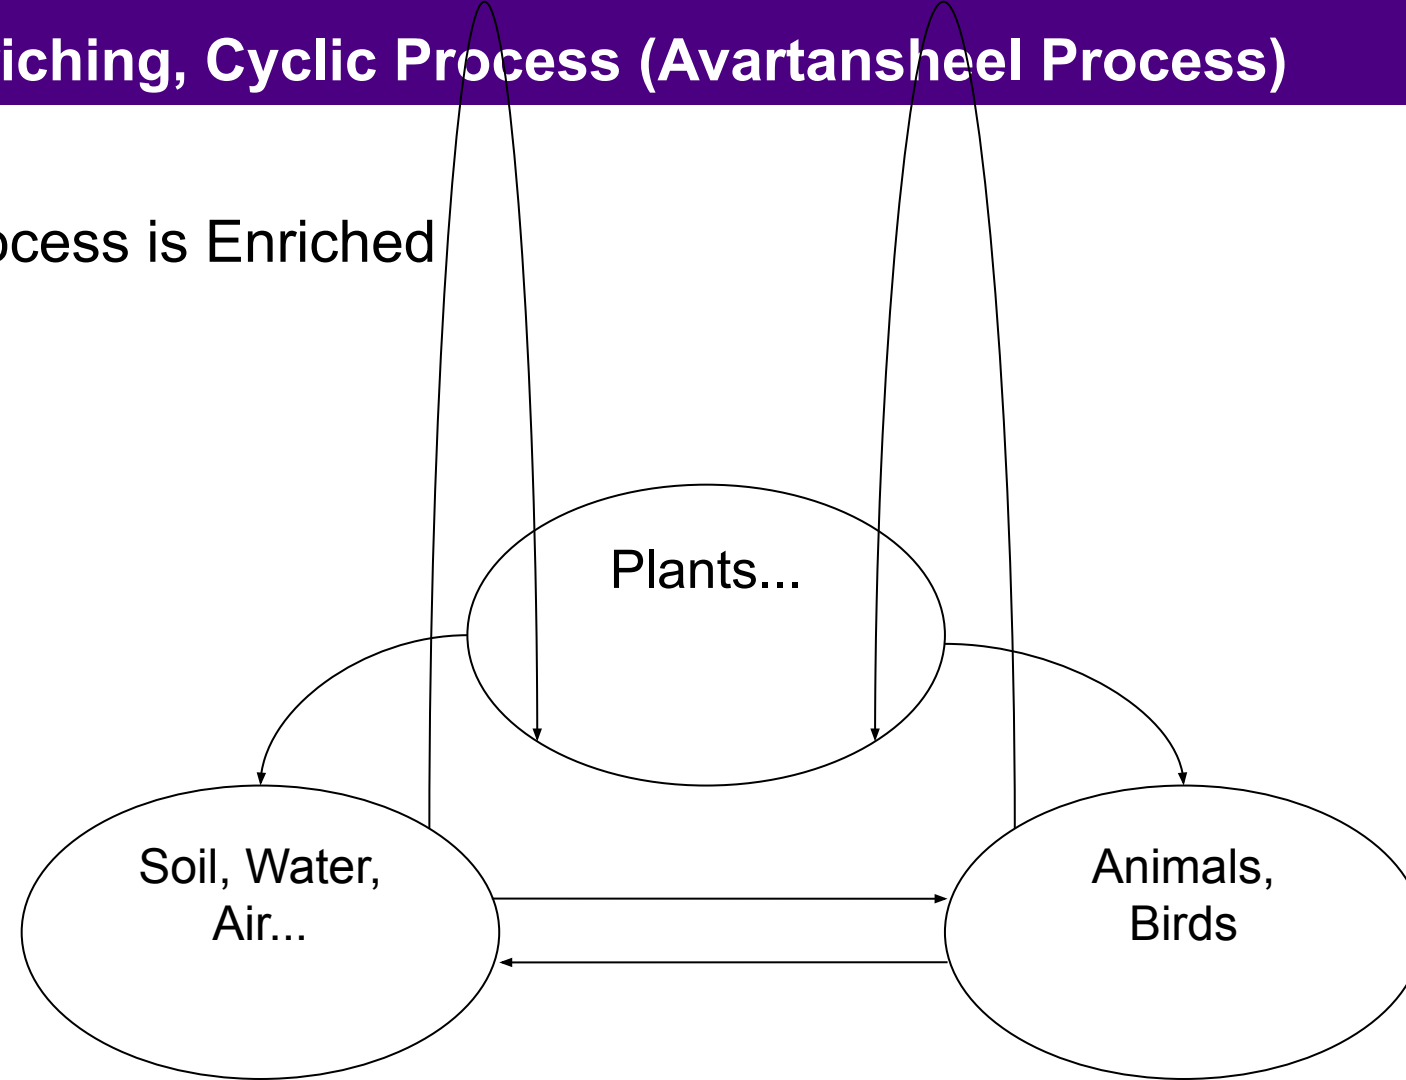 iching, Cyclic Process (Avartansheel Process)
ocess is Enriched
Plants...
Soil, Water,
Air...
Animals,
Birds